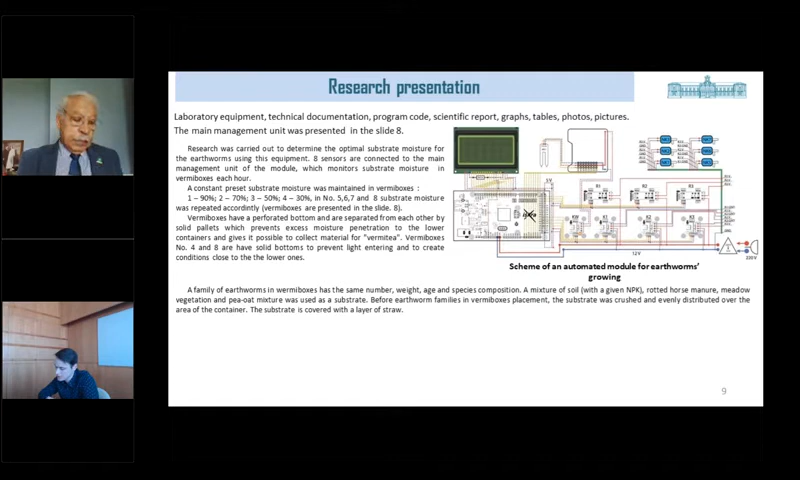 Research presentation
Laboratory equipment, technical documentation, program code, scientific report, graphs, tables, photos, pictures.
The main management unit was presented in the slide 8.
Research was carried out to determine the optimal substrate moisture for
the earthworms using this equipment. 8 sensors are connected to the main
management unit of the module, which monitors substrate moisture in
vermiboxes each hour.
A constant preset substrate moisture was maintained in vermiboxes :
1 – 90%; 2 – 70%; 3 – 50%; 4 – 30%, in No. 5,6,7 and 8 substrate moisture
was repeated accordintly (vermiboxes are presented in the slide. 8).
Vermiboxes have a perforated bottom and are separated from each other by
solid pallets which prevents excess moisture penetration to the lower
containers and gives it possible to collect material for "vermitea". Vermiboxes
No. 4 and 8 are have solid bottoms to prevent light entering and to create
conditions close to the the lower ones.
5 V
12 V
220 V
Scheme of an automated module for earthworms'
growing
A family of earthworms in wermiboxes has the same number, weight, age and species composition. A mixture of soil (with a given NPK), rotted horse manure, meadow
vegetation and pea-oat mixture was used as a substrate. Before earthworm families in vermiboxes placement, the substrate was crushed and evenly distributed over the
area of the container. The substrate is covered with a layer of straw.
9